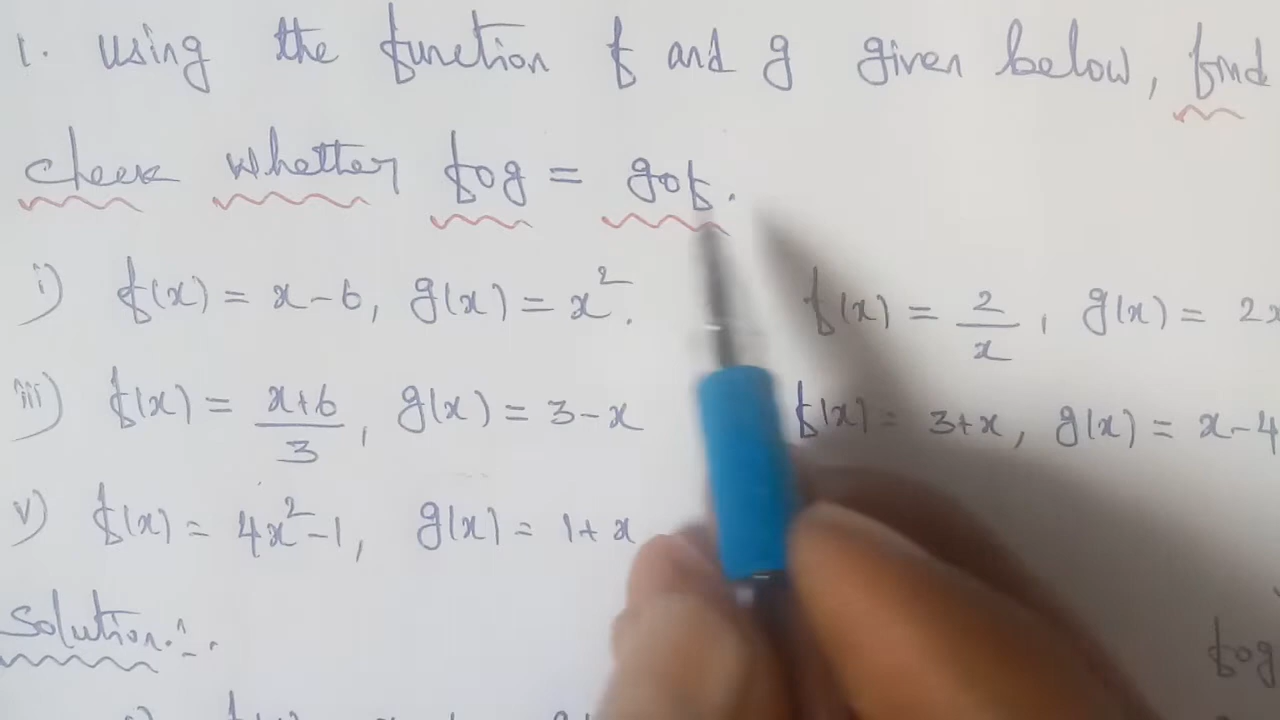 1. using the function f and g given below, find
check whether fog = gof.
i) f(x) = x-6, g(x) = x². f(x) = 2/x, g(x) = 2x
iii) f(x) = x+6/3, g(x) = 3-x f(x) = 3+x, g(x) = x-4
v) f(x) = 4x²-1, g(x) = 1+x
Solution:-
fog